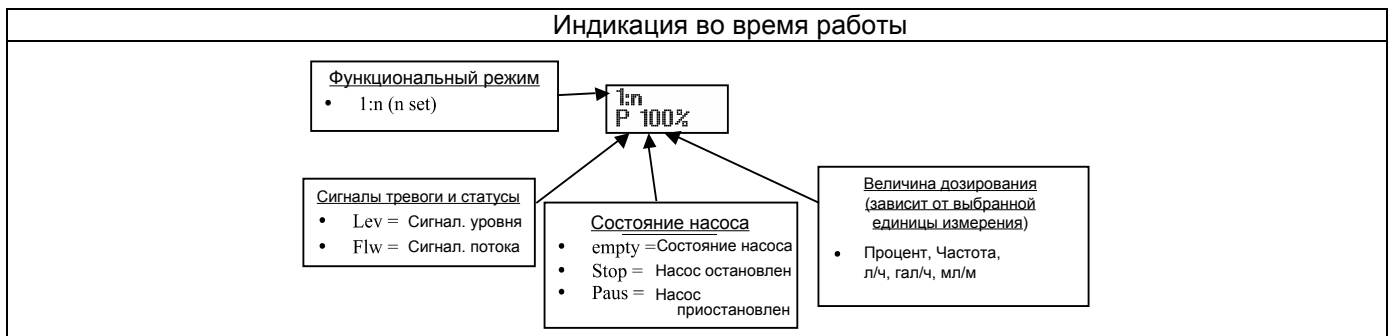 Индикация во время работы
Функциональный режим
• 1:n (n set)
1:n
P 100%
Сигналы тревоги и статусы
• Lev = Сигнал. уровня
• Flw = Сигнал. потока
Состояние насоса
• empty =Состояние насоса
• Stop = Насос остановлен
• Paus = Насос
приостановлен
Величина дозирования
(зависит от выбранной
единицы измерения)
• Процент, Частота,
л/ч, гал/ч, мл/м